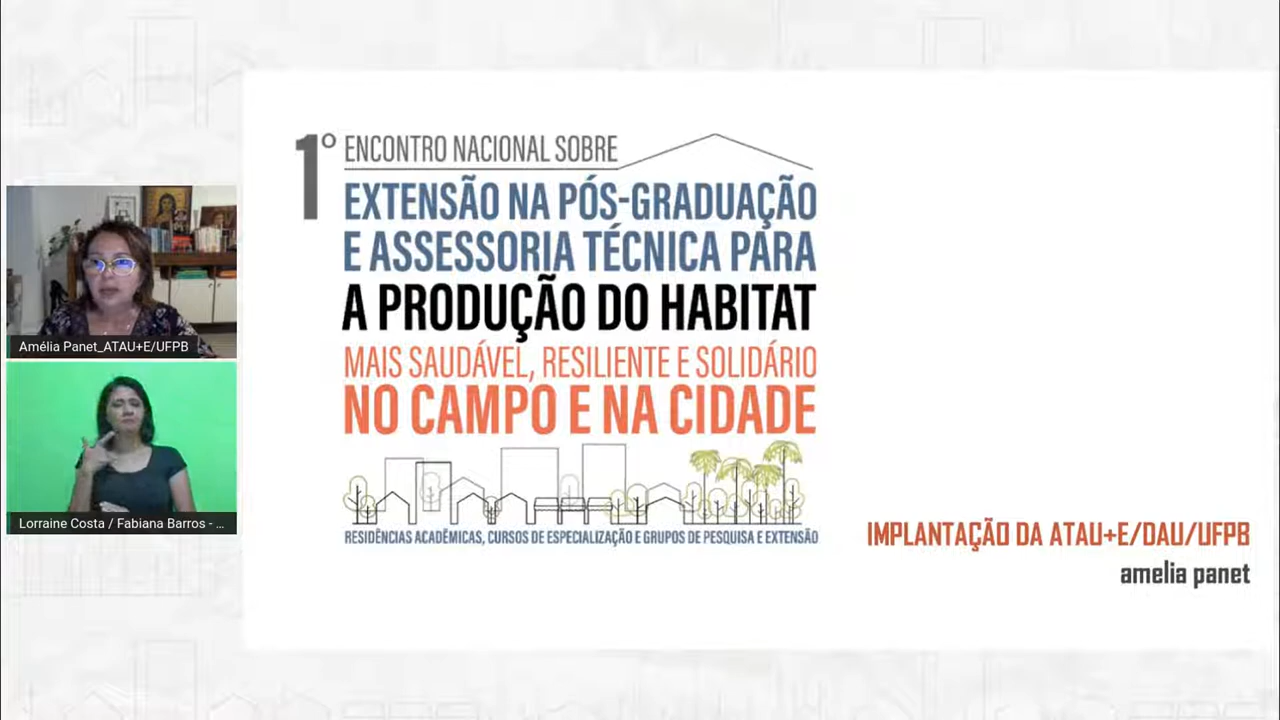 1º ENCONTRO NACIONAL SOBRE
EXTENSÃO NA PÓS-GRADUAÇÃO
E ASSESSORIA TÉCNICA PARA
A PRODUÇÃO DO HABITAT
MAIS SAUDÁVEL, RESILIENTE E SOLIDÁRIO
NO CAMPO E NA CIDADE
RESIDÊNCIAS ACADÊMICAS, CURSOS DE ESPECIALIZAÇÃO E GRUPOS DE PESQUISA E EXTENSÃO
IMPLANTAÇÃO DA ATAU+E/DAU/UFPB
amelia panet
Amélia Panet_ATAU+E/UFPB
Lorraine Costa / Fabiana Barros - ...